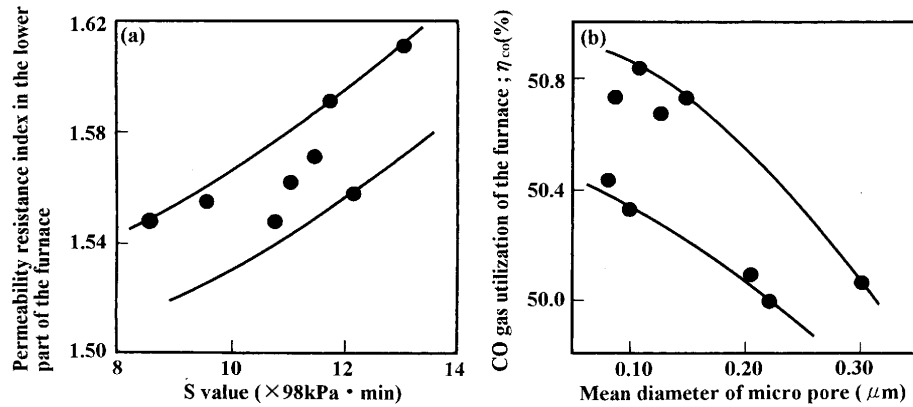 (a)
Permeability resistance index in the lower
part of the furnace
1.62
1.58
1.54
1.50
8
10
12
14
S value (×98kPa・min)
(b)
CO gas utilization of the furnace ; ηco(%)
50.8
50.4
50.0
0.10
0.20
0.30
Mean diameter of micro pore ( μm)